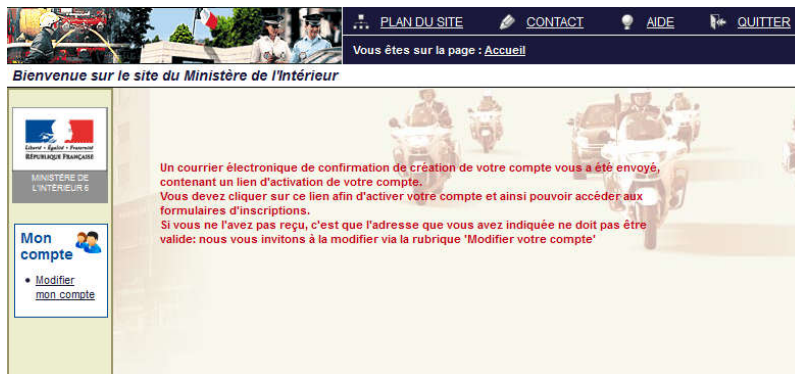 PLAN DU SITE
CONTACT
AIDE
QUITTER
Vous êtes sur la page : Accueil
Bienvenue sur le site du Ministère de l'Intérieur
Liberté • Égalité • Fraternité
RÉPUBLIQUE FRANÇAISE
MINISTÈRE DE
L'INTÉRIEUR 6
Mon
compte
• Modifier
mon compte
Un courrier électronique de confirmation de création de votre compte vous a été envoyé,
contenant un lien d'activation de votre compte.
Vous devez cliquer sur ce lien afin d'activer votre compte et ainsi pouvoir accéder aux
formulaires d'inscriptions.
Si vous ne l'avez pas reçu, c'est que l'adresse que vous avez indiquée ne doit pas être
valide: nous vous invitons à la modifier via la rubrique 'Modifier votre compte'